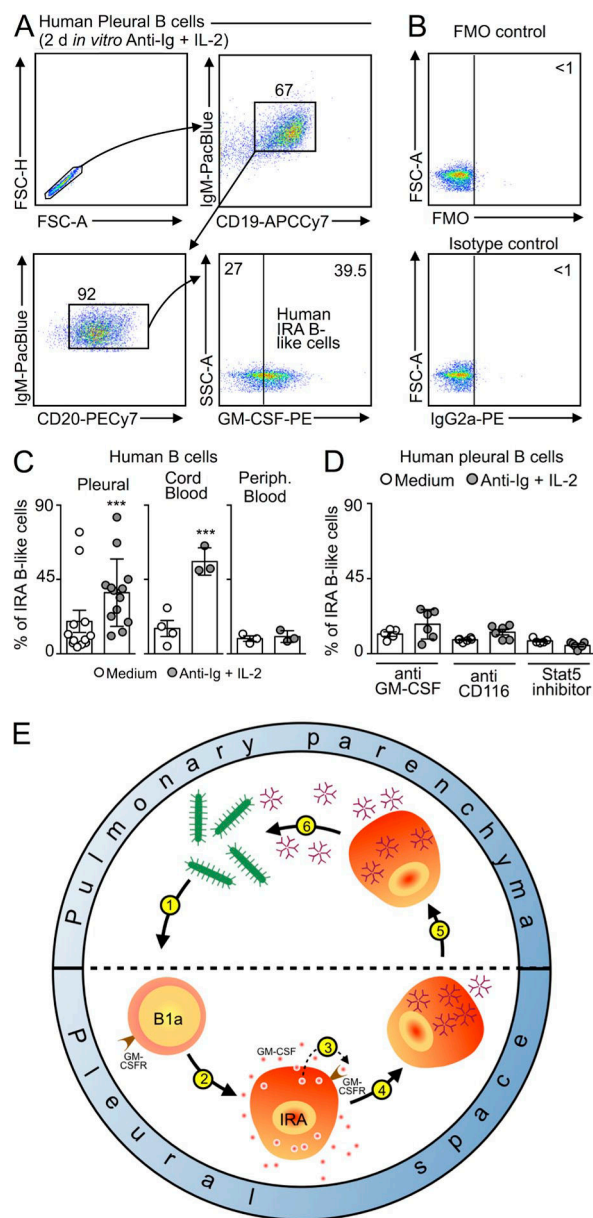 A
Human Pleural B cells
(2 d in vitro Anti-Ig + IL-2)
FSC-H
FSC-A
67
IgM-PacBlue
CD19-APCCy7
92
IgM-PacBlue
CD20-PECy7
27
39.5
Human
IRA B-
like cells
SSC-A
GM-CSF-PE
B
FMO control
<1
FSC-A
FMO
Isotype control
<1
FSC-A
IgG2a-PE
C
Human B cells
Pleural
Cord
Blood
Periph.
Blood
% of IRA B-like cells
90
45
0
***
***
Medium
Anti-Ig + IL-2
D
Human pleural B cells
Medium
Anti-Ig + IL-2
% of IRA B-like cells
90
45
0
anti
GM-CSF
anti
CD116
Stat5
inhibitor
E
Pulmonary parenchyma
6
1
5
B1a
GM-
CSFR
2
GM-CSF
3
GM-
CSFR
4
IRA
Pleural space